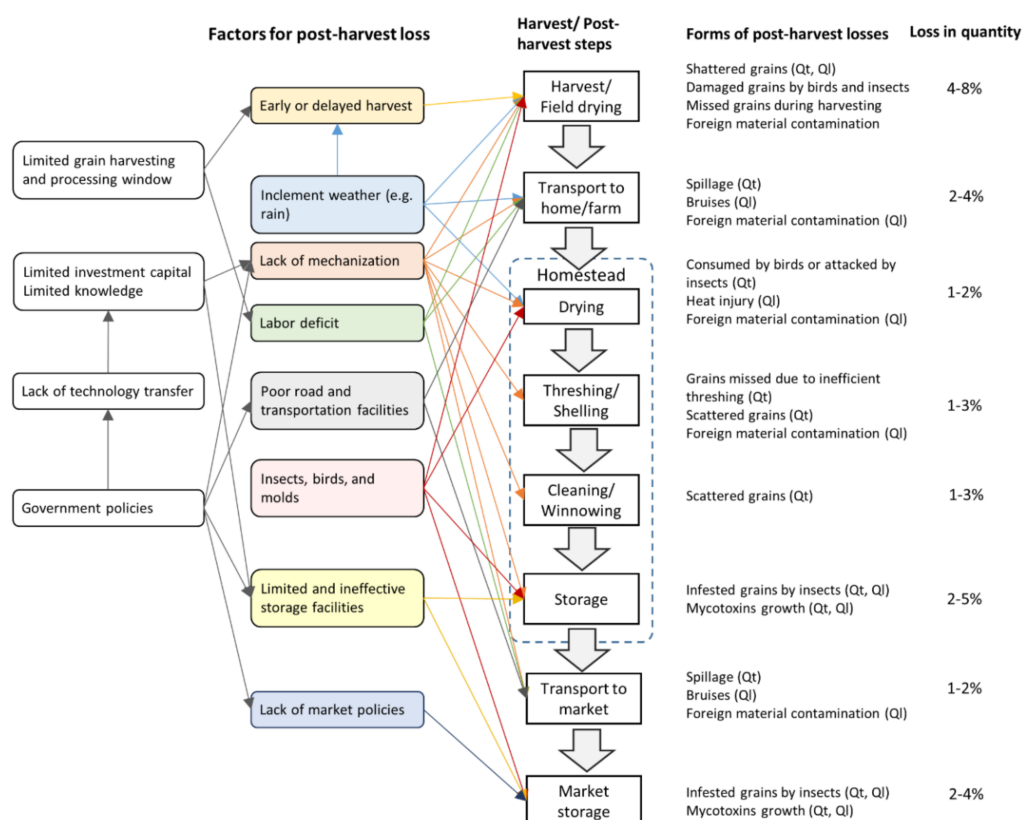 Factors for post-harvest loss
Harvest/ Post-
harvest steps
Forms of post-harvest losses
Loss in quantity
Limited grain harvesting
and processing window
Limited investment capital
Limited knowledge
Lack of technology transfer
Government policies
Early or delayed harvest
Inclement weather (e.g.
rain)
Lack of mechanization
Labor deficit
Poor road and
transportation facilities
Insects, birds, and
molds
Limited and ineffective
storage facilities
Lack of market policies
Harvest/
Field drying
Transport to
home/farm
Homestead
Drying
Threshing/
Shelling
Cleaning/
Winnowing
Storage
Transport to
market
Market
storage
Shattered grains (Qt, Ql)
Damaged grains by birds and insects
Missed grains during harvesting
Foreign material contamination
4-8%
Spillage (Qt)
Bruises (Ql)
Foreign material contamination (Ql)
2-4%
Consumed by birds or attacked by
insects (Qt)
Heat injury (Ql)
Foreign material contamination (Ql)
1-2%
Grains missed due to inefficient
threshing (Qt)
Scattered grains (Qt)
Foreign material contamination (Ql)
1-3%
Scattered grains (Qt)
1-3%
Infested grains by insects (Qt, Ql)
Mycotoxins growth (Qt, Ql)
2-5%
Spillage (Qt)
Bruises (Ql)
Foreign material contamination (Ql)
1-2%
Infested grains by insects (Qt, Ql)
Mycotoxins growth (Qt, Ql)
2-4%